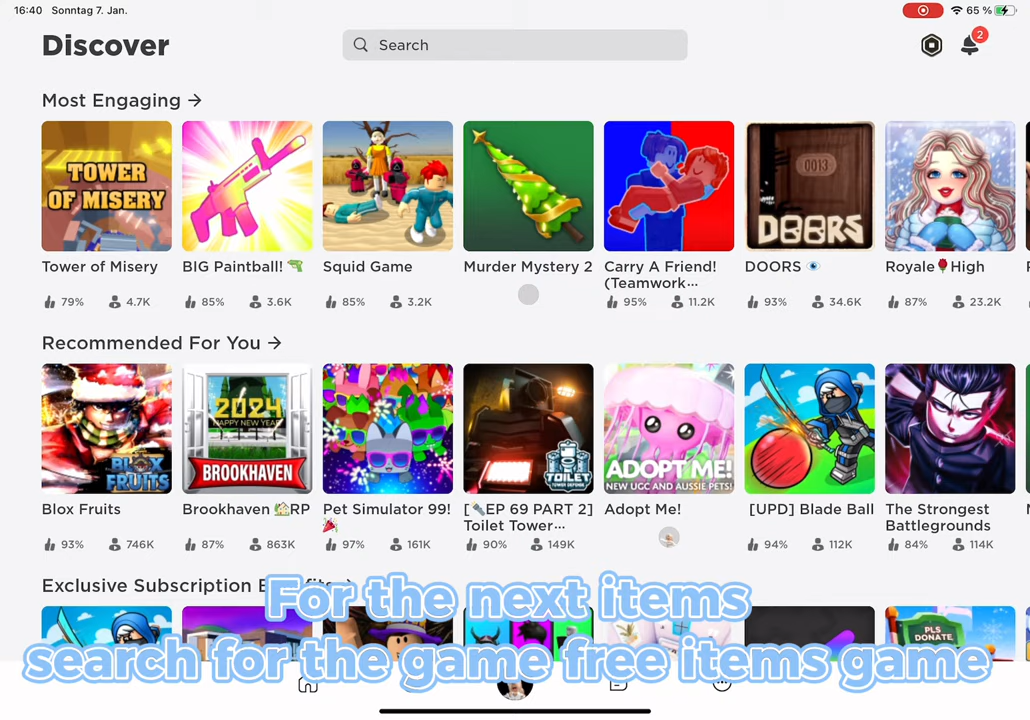 16:40 Sonntag 7. Jan.
65 %
Discover
Search
2
Most Engaging →
TOWER
OF MISERY
0013
DOORS
Tower of Misery
BIG Paintball! 🔫
Squid Game
Murder Mystery 2
Carry A Friend!
(Teamwork…
DOORS 👁️
Royale🌹High
79% 4.7K
85% 3.6K
85% 3.2K
95% 11.2K
93% 34.6K
87% 23.2K
Recommended For You →
BLOX
FRUITS
2024
HAPPY NEW YEAR
BROOKHAVEN
TOILET
TOWER DEFENSE
ADOPT ME!
NEW UGC AND AUSSIE PETS!
Blox Fruits
Brookhaven 🏡RP
Pet Simulator 99!
🎉
[🔦EP 69 PART 2]
Toilet Tower…
Adopt Me!
[UPD] Blade Ball
The Strongest
Battlegrounds
93% 746K
87% 863K
97% 161K
90% 149K
94% 112K
84% 114K
Exclusive Subscription
PLS
DONATE
For the next items
search for the game free items game